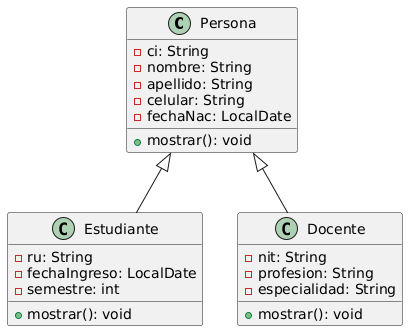 C Persona
ci: String
nombre: String
apellido: String
celular: String
fechaNac: LocalDate
mostrar(): void
C Estudiante
ru: String
fechaIngreso: LocalDate
semestre: int
mostrar(): void
C Docente
nit: String
profesion: String
especialidad: String
mostrar(): void